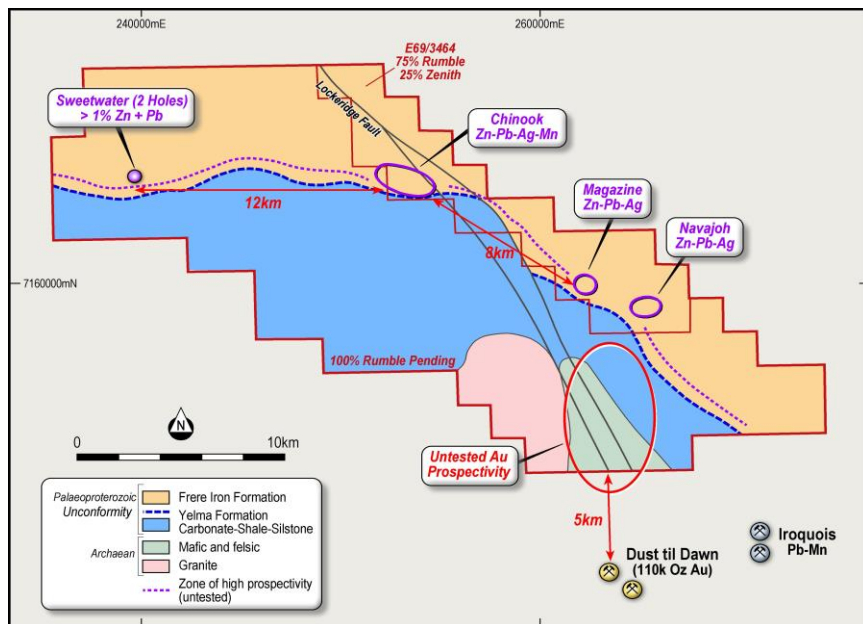 240000mE
260000mE
E69/3464
75% Rumble
25% Zenith
Lockeridge Fault
Sweetwater (2 Holes)
> 1% Zn + Pb
Chinook
Zn-Pb-Ag-Mn
Magazine
Zn-Pb-Ag
Navajoh
Zn-Pb-Ag
12km
8km
7160000mN
100% Rumble Pending
N
0 10km
Untested Au
Prospectivity
5km
Dust til Dawn
(110k Oz Au)
Iroquois
Pb-Mn
Palaeoproterozoic
Frere Iron Formation
Unconformity
Yelma Formation
Carbonate-Shale-Silstone
Archaean
Mafic and felsic
Granite
Zone of high prospectivity
(untested)